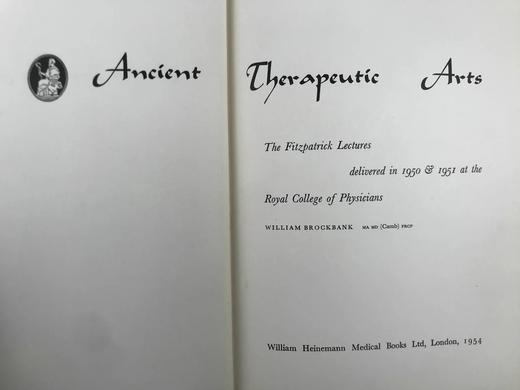 Ancient Therapeutic Arts
The Fitzpatrick Lectures
delivered in 1950 & 1951 at the
Royal College of Physicians
WILLIAM BROCKBANK MA MD (Camb) FRCP
William Heinemann Medical Books Ltd, London, 1954